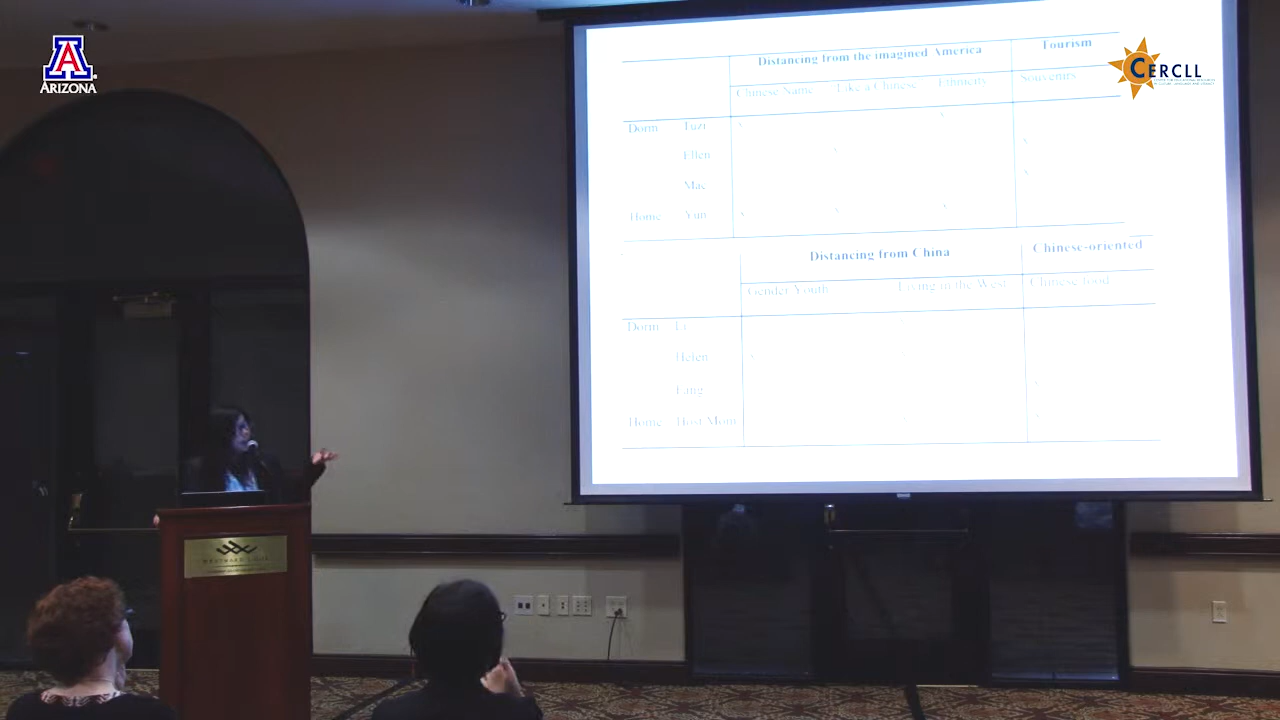 ARIZONA
CERCLL
Distancing from the imagined America Tourism
Chinese Name "Like a Chinese" Ethnicity Souvenirs
Dorm Tuzi x x
Ellen x x
Mac x
Home Yun x x x
Distancing from China Chinese-oriented
Gender/Youth Living in the West Chinese food
Dorm Li
Helen x
Fang
Home Host Mom x x